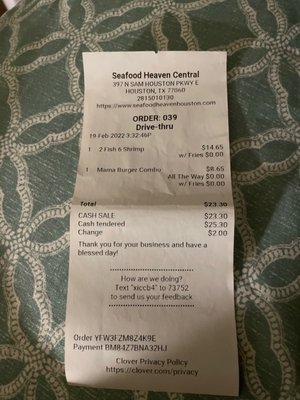 Seafood Heaven Central
397 N SAM HOUSTON PKWY E
HOUSTON, TX 77060
2815010130
https://www.seafoodheavenhouston.com
ORDER: 039
Drive-thru
19 Feb 2022 3:32:46P
1 2 Fish 6 Shrimp $14.65
w/ Fries $0.00
1 Mama Burger Combo $8.65
All The Way $0.00
w/ Fries $0.00
Total $23.30
CASH SALE $23.30
Cash tendered $25.30
Change $2.00
Thank you for your business and have a
blessed day!
How are we doing?
Text "xiccb4" to 73752
to send us your feedback
Order YFW3FZM8Z4K9E
Payment BM84Z7BNA32HJ
Clover Privacy Policy
https://clover.com/privacy